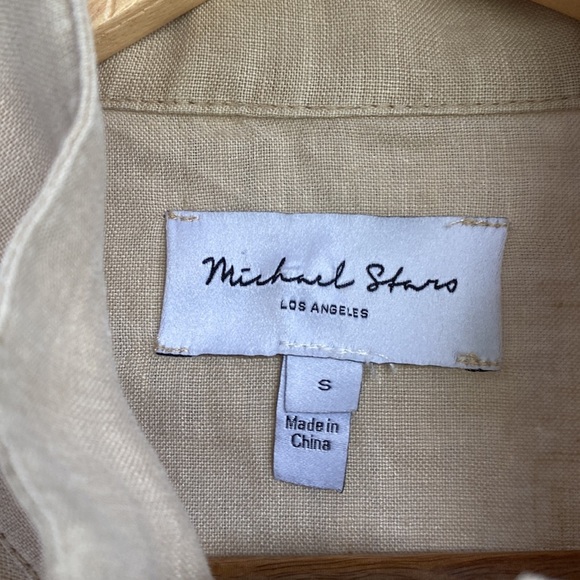 Michael Stars
LOS ANGELES
S
Made in
China